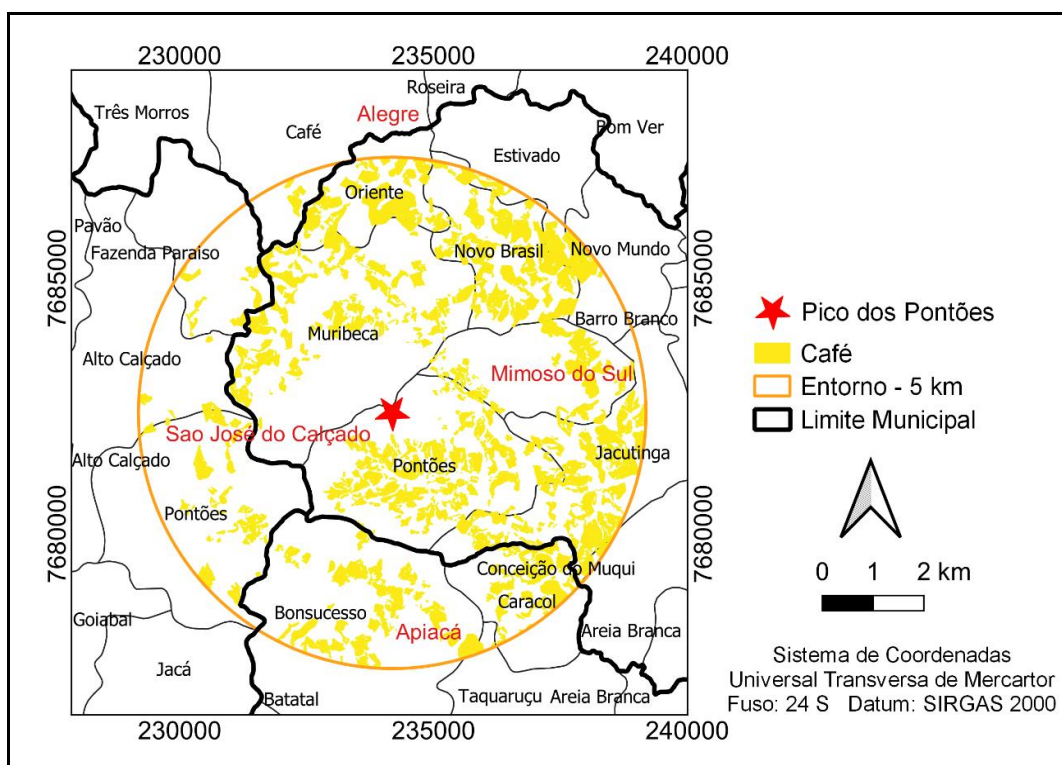 230000 235000 240000
Roseira
Três Morros
Alegre
Café
Bom Ver
Estivado
Oriente
Pavão
Fazenda Paraiso
Novo Brasil
Novo Mundo
7685000
7685000
Muribeca
Barro Branco
Alto Calçado
Mimoso do Sul
Sao José do Calçado
Alto Calçado
Pontões
Jacutinga
Pontões
7680000
7680000
Conceição do Muqui
Bonsucesso
Caracol
Goiabal
Apiacá
Areia Branca
Jacá
Batatal
Taquaruçu
Areia Branca
230000 235000 240000
Pico dos Pontões
Café
Entorno - 5 km
Limite Municipal
0 1 2 km
Sistema de Coordenadas
Universal Transversa de Mercartor
Fuso: 24 S Datum: SIRGAS 2000